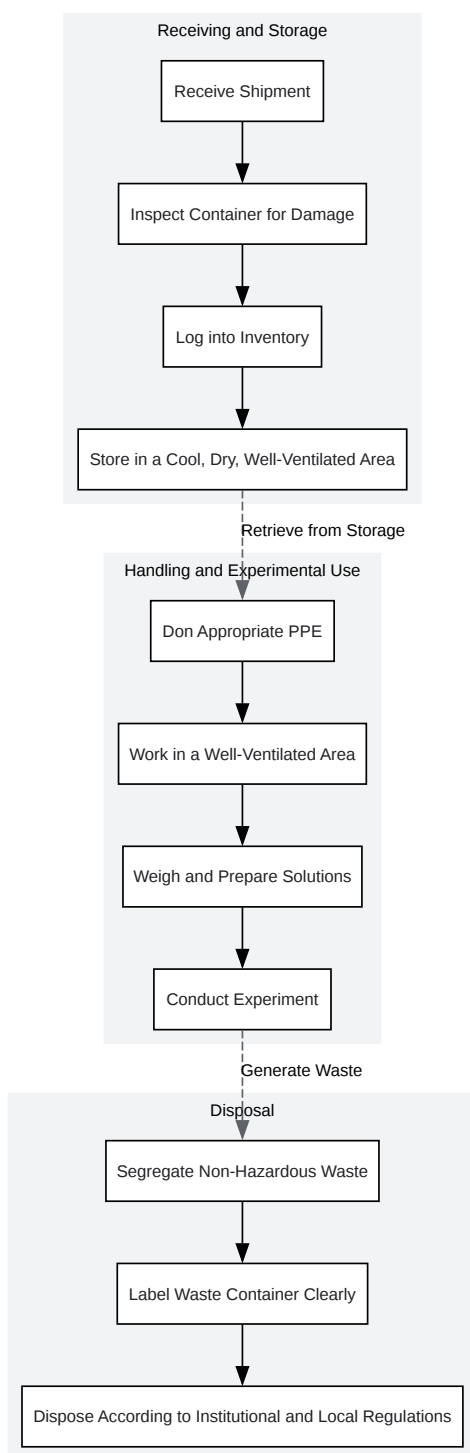 Receiving and Storage
Receive Shipment
Inspect Container for Damage
Log into Inventory
Store in a Cool, Dry, Well-Ventilated Area
Retrieve from Storage
Handling and Experimental Use
Don Appropriate PPE
Work in a Well-Ventilated Area
Weigh and Prepare Solutions
Conduct Experiment
Generate Waste
Disposal
Segregate Non-Hazardous Waste
Label Waste Container Clearly
Dispose According to Institutional and Local Regulations